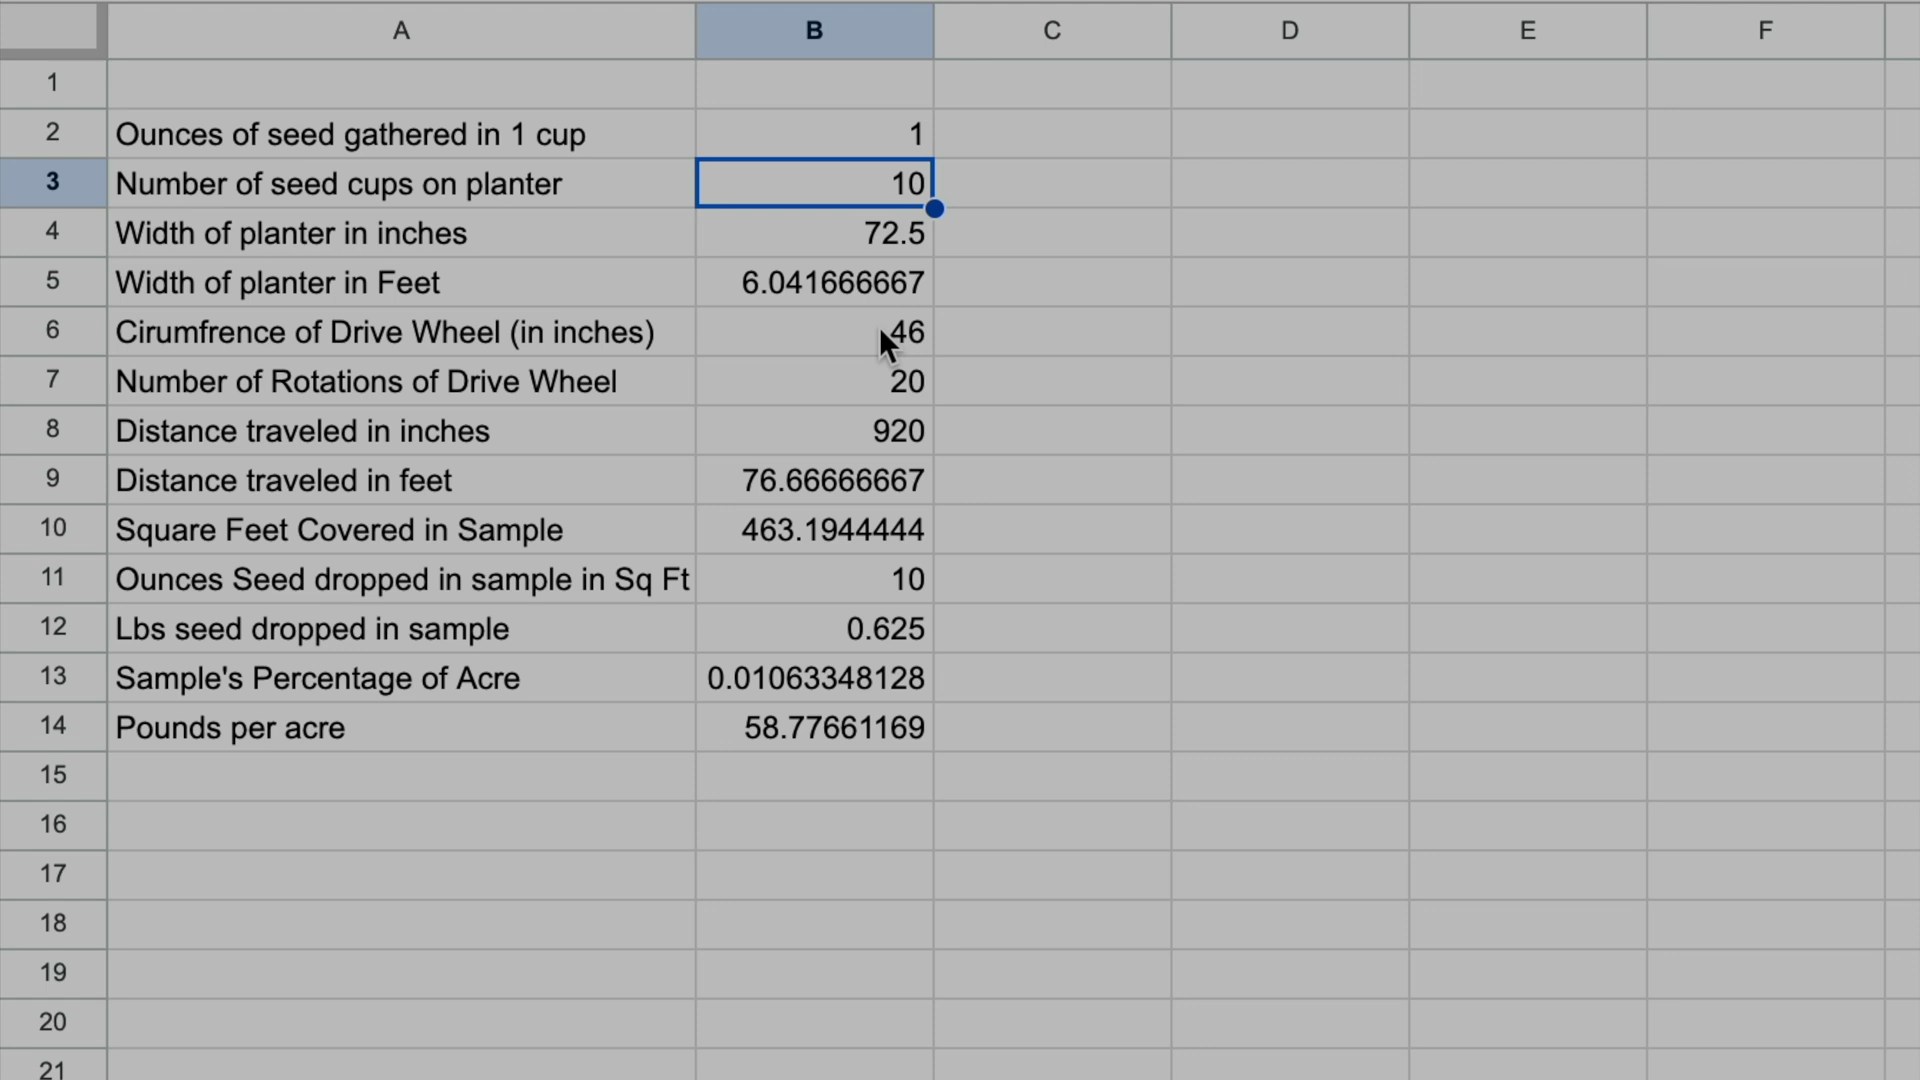 A B C D E F
1
2 Ounces of seed gathered in 1 cup 1
3 Number of seed cups on planter 10
4 Width of planter in inches 72.5
5 Width of planter in Feet 6.041666667
6 Cirumfrence of Drive Wheel (in inches) 46
7 Number of Rotations of Drive Wheel 20
8 Distance traveled in inches 920
9 Distance traveled in feet 76.66666667
10 Square Feet Covered in Sample 463.1944444
11 Ounces Seed dropped in sample in Sq Ft 10
12 Lbs seed dropped in sample 0.625
13 Sample's Percentage of Acre 0.01063348128
14 Pounds per acre 58.77661169
15
16
17
18
19
20
21